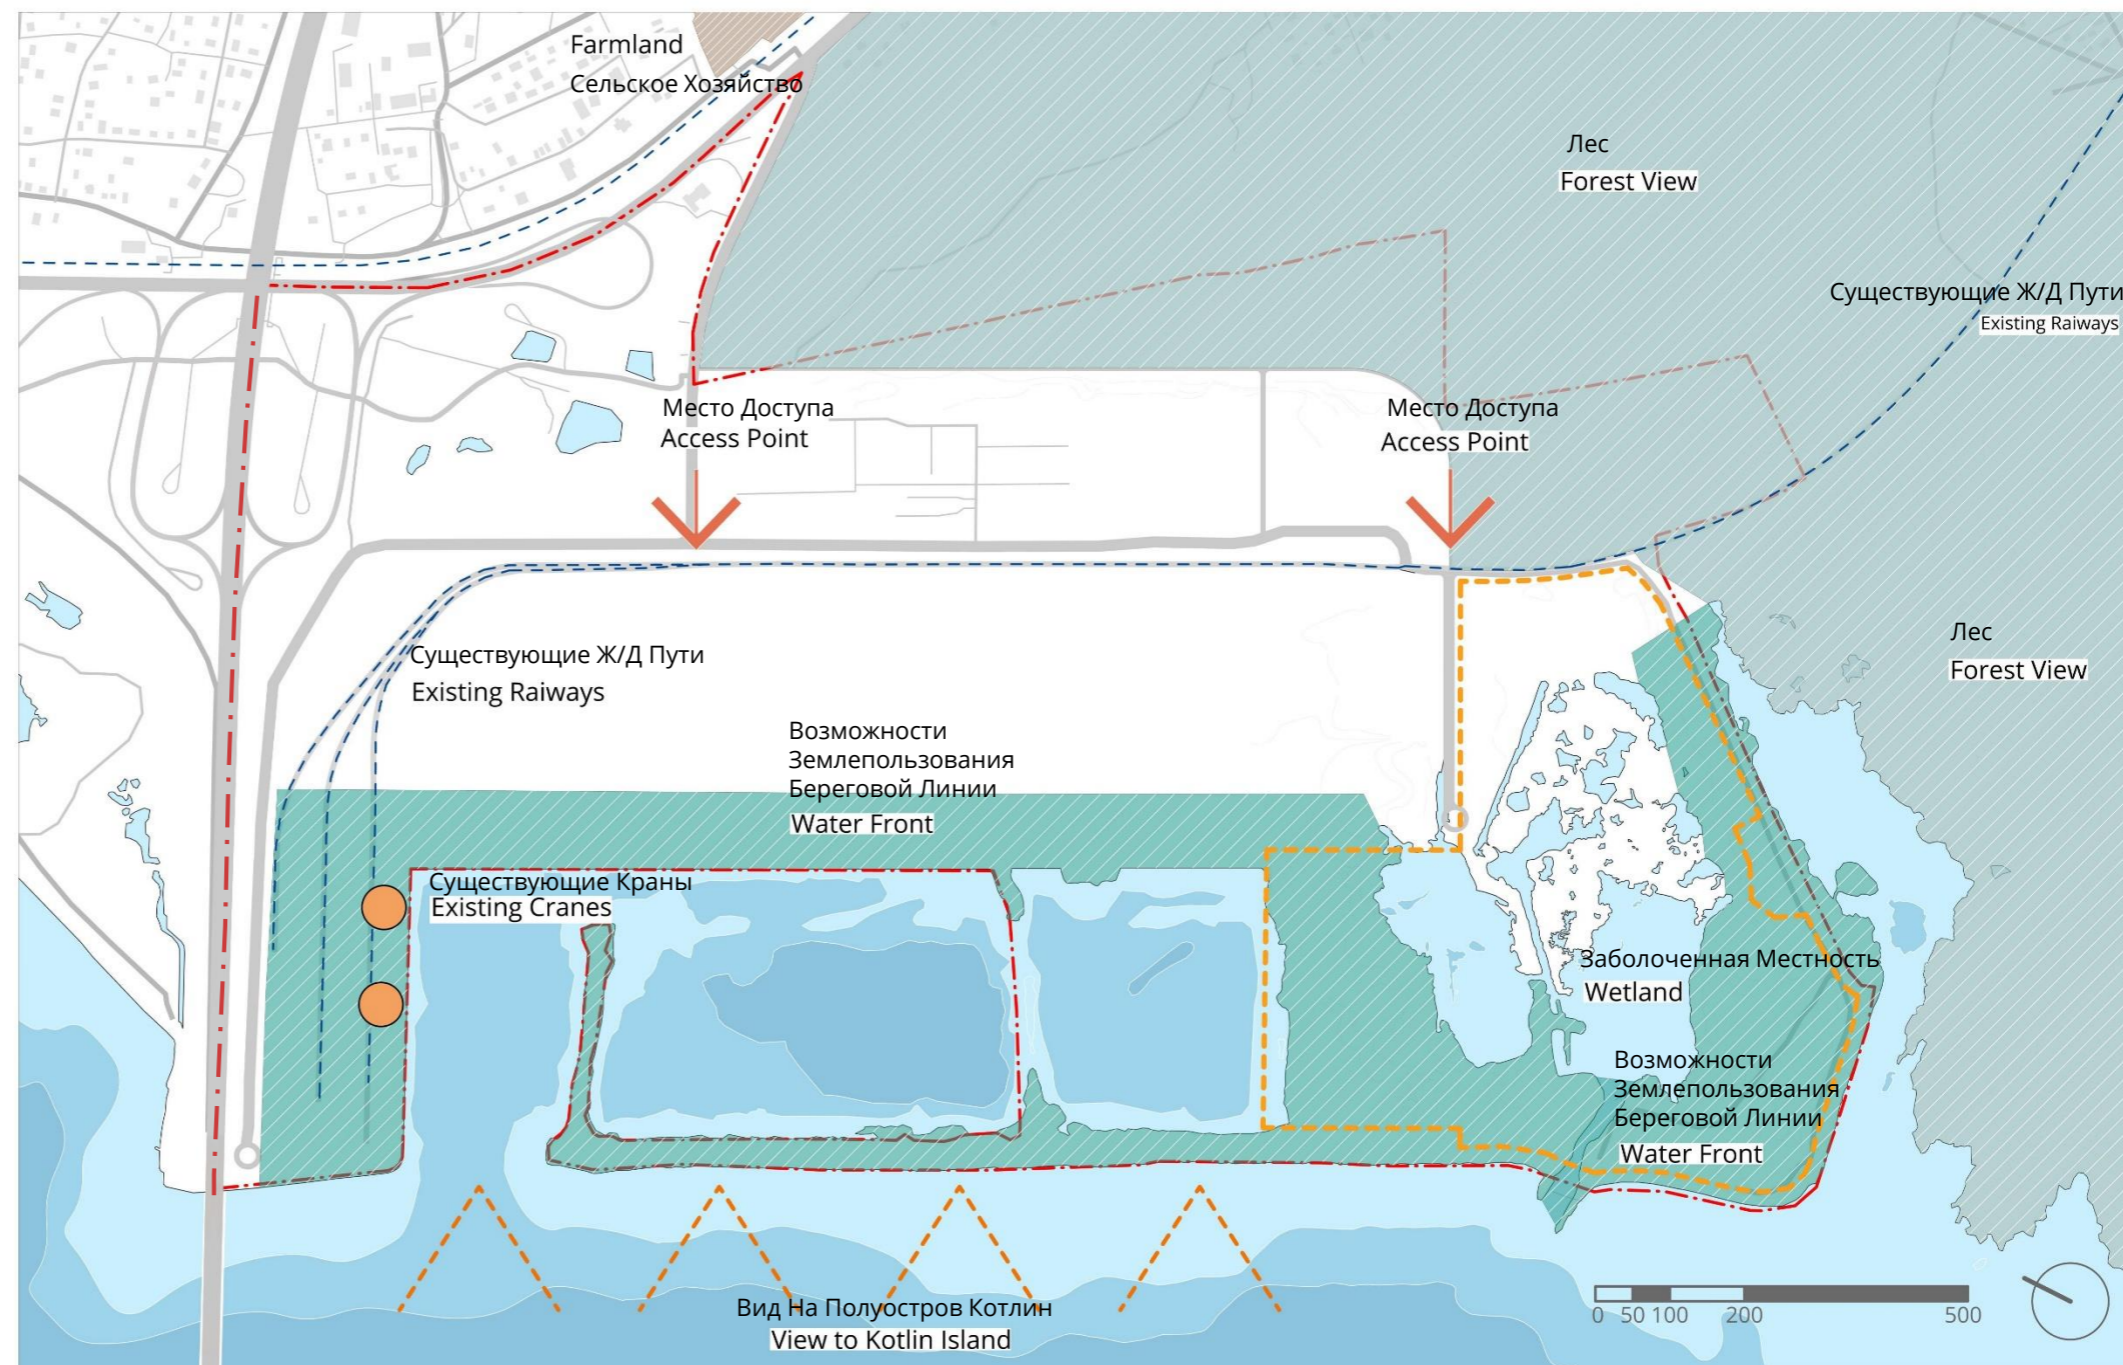 Farmland
Сельское Хозяйство
Лес
Forest View
Существующие Ж/Д Пути
Existing Raiways
Место Доступа
Access Point
Место Доступа
Access Point
Лес
Forest View
Существующие Ж/Д Пути
Existing Raiways
Возможности
Землепользования
Береговой Линии
Water Front
Существующие Краны
Existing Cranes
Заболоченная Местность
Wetland
Возможности
Землепользования
Береговой Линии
Water Front
Вид На Полуостров Котлин
View to Kotlin Island
0 50 100 200 500